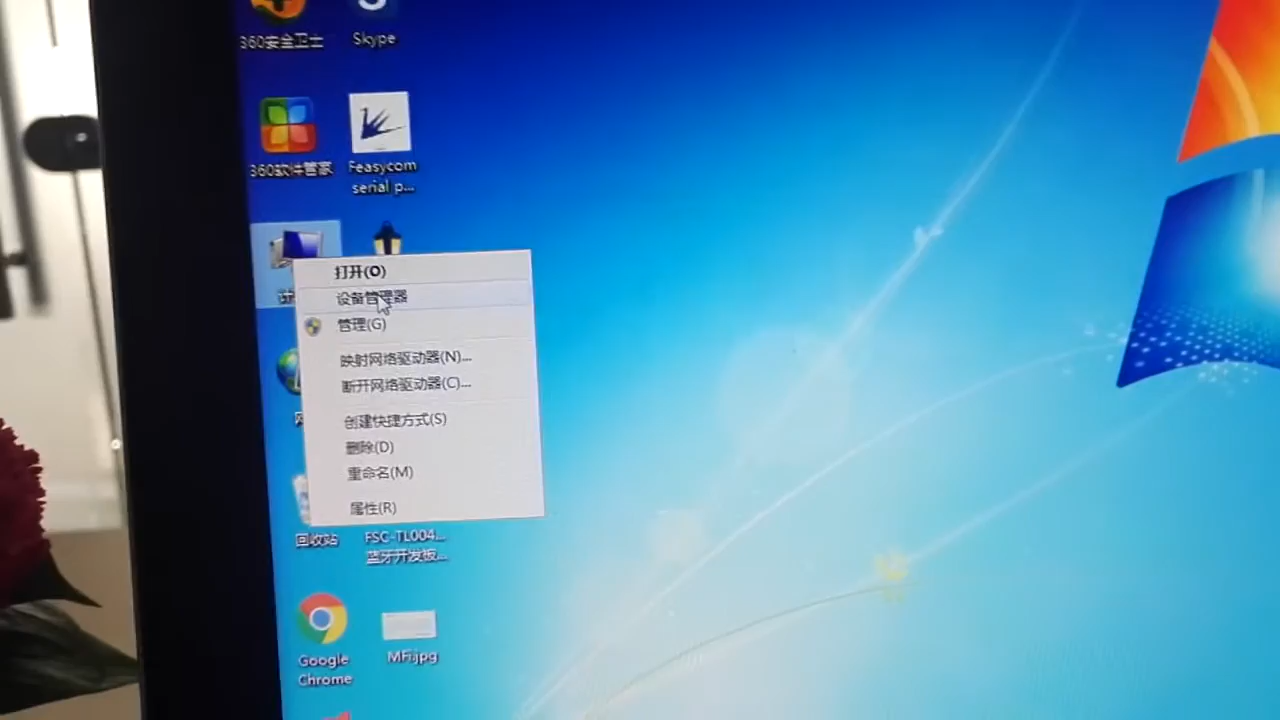 360安全卫士
Skype
360软件管家
Feasycom
serial p...
打开(O)
设备管理器
管理(G)
映射网络驱动器(N)...
断开网络驱动器(C)...
创建快捷方式(S)
删除(D)
重命名(M)
属性(R)
回收站
FSC-TL004...
蓝牙开发板...
Google
Chrome
MFi.jpg